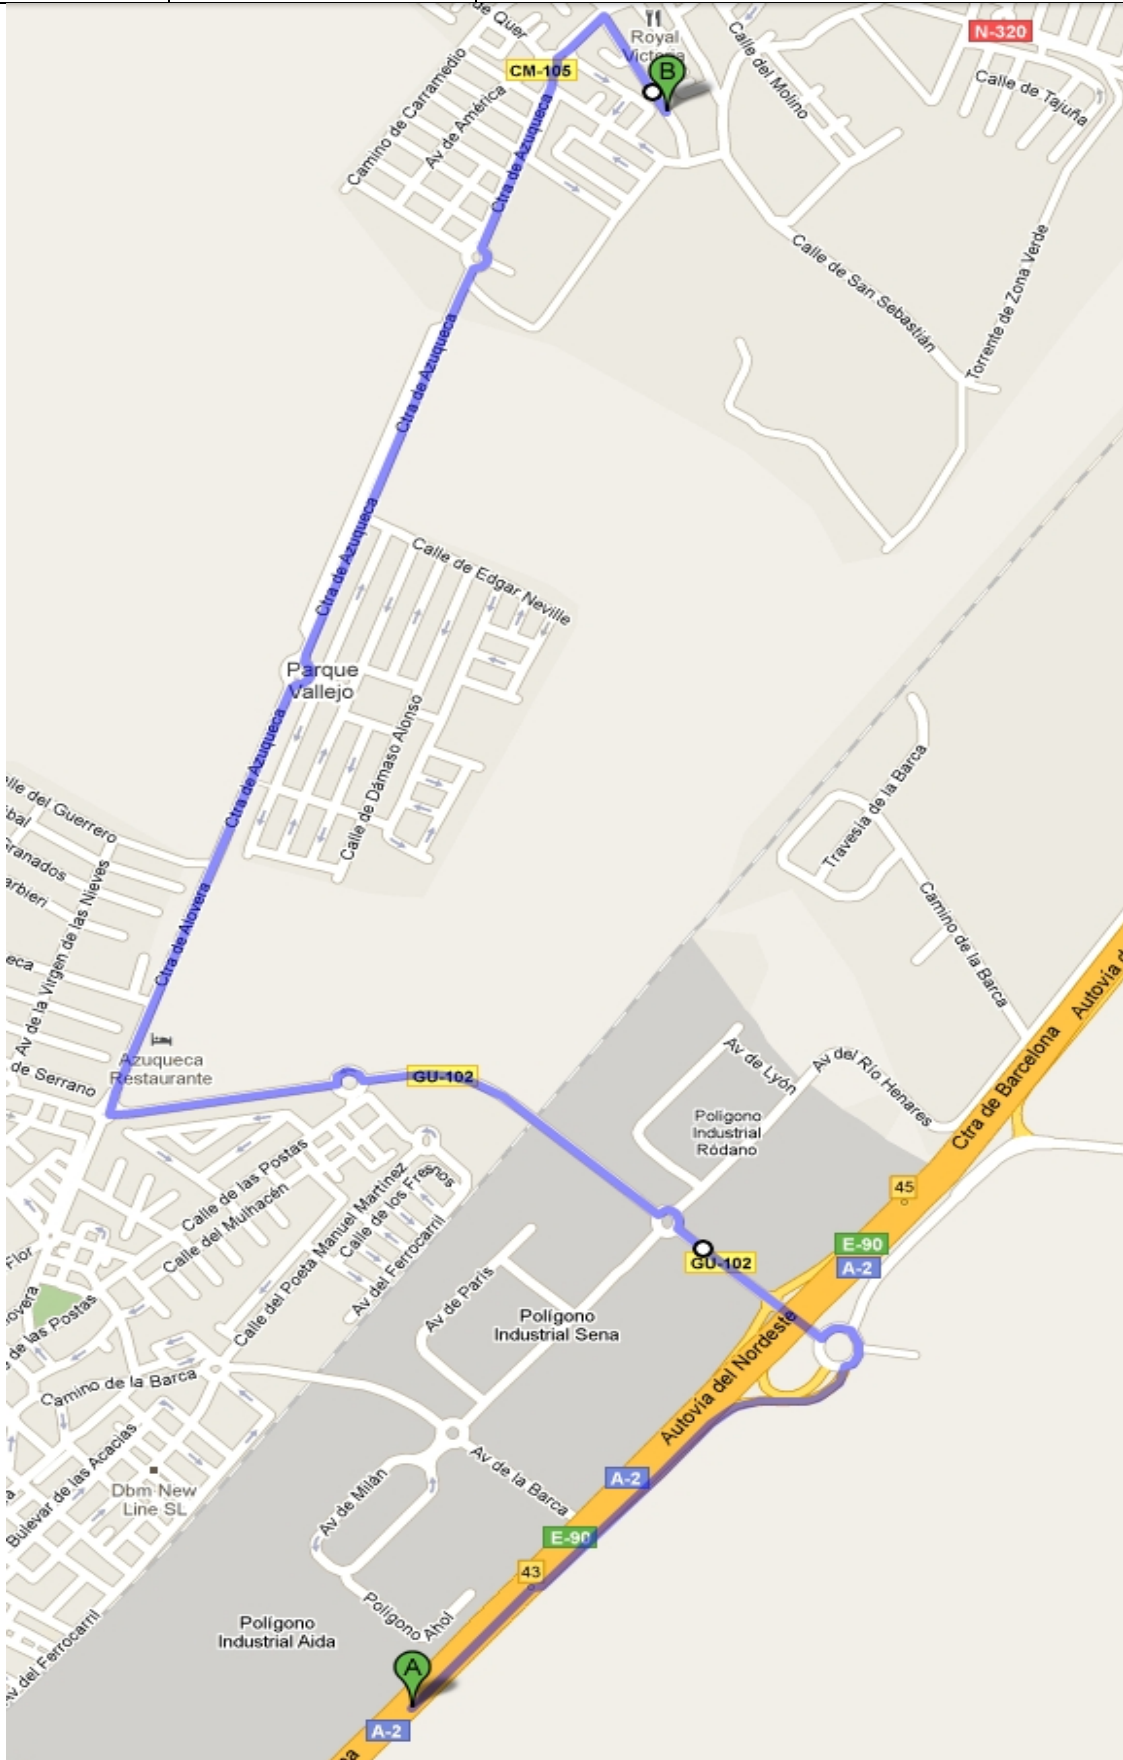 de Quer
Royal
Victoria
B
N-320
CM-105
Calle del Molino
Calle de Tajuña
Camino de Carramedio
Av de América
Ctra de Azuqueca
Calle de San Sebastián
Torrente de Zona Verde
Ctra de Azuqueca
Ctra de Azuqueca
Calle de Edgar Neville
Parque
Vallejo
Ctra de Azuqueca
Calle de Dámaso Alonso
Travesía de la Barca
Calle del Guerrero
Granados
Av de la Virgen de las Nieves
Ctra de Alovera
Camino de la Barca
Autovía d
Azuqueca
Restaurante
de Serrano
GU-102
Av de Lyón
Av del Río Henares
Ctra de Barcelona
Polígono
Industrial
Ródano
Calle de las Postas
Calle del Mulhacén
Calle del Poeta Manuel Martínez
Calle de los Fresnos
Av del Ferrocarril
45
E-90
A-2
GU-102
Flor
de las Postas
Av de París
Polígono
Industrial Sena
Autovía del Nordeste
Camino de la Barca
Bulevar de las Acacias
Dbm New
Line SL
Av de Milán
Av de la Barca
A-2
E-90
43
Polígono Ahol
Polígono
Industrial Aida
Av del Ferrocarril
A
A-2